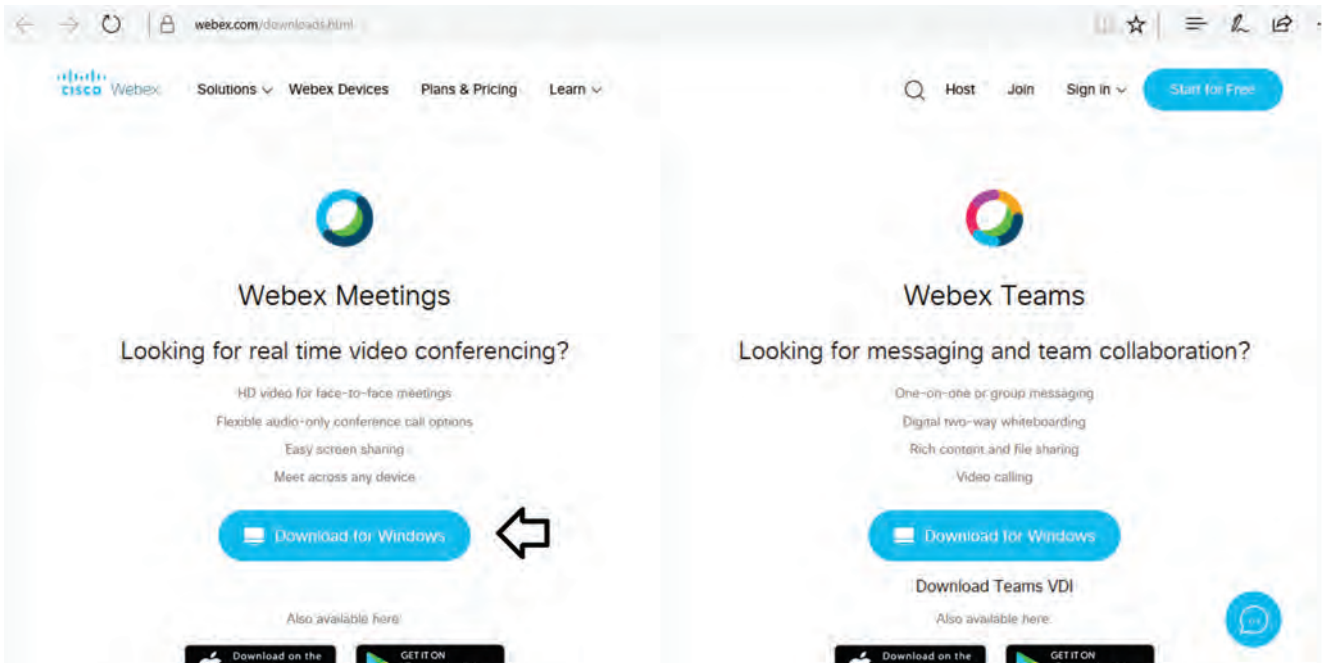 webex.com/downloads.html
CISCO Webex Solutions Webex Devices Plans & Pricing Learn Host Join Sign in Start for Free
Webex Meetings
Looking for real time video conferencing?
HD video for face-to-face meetings
Flexible audio-only conference call options
Easy screen sharing
Meet across any device
Download for Windows
Also available here
Download on the
GET IT ON
Webex Teams
Looking for messaging and team collaboration?
One-on-one or group messaging
Digital two-way whiteboarding
Rich content and file sharing
Video calling
Download for Windows
Download Teams VDI
Also available here
Download on the
GET IT ON